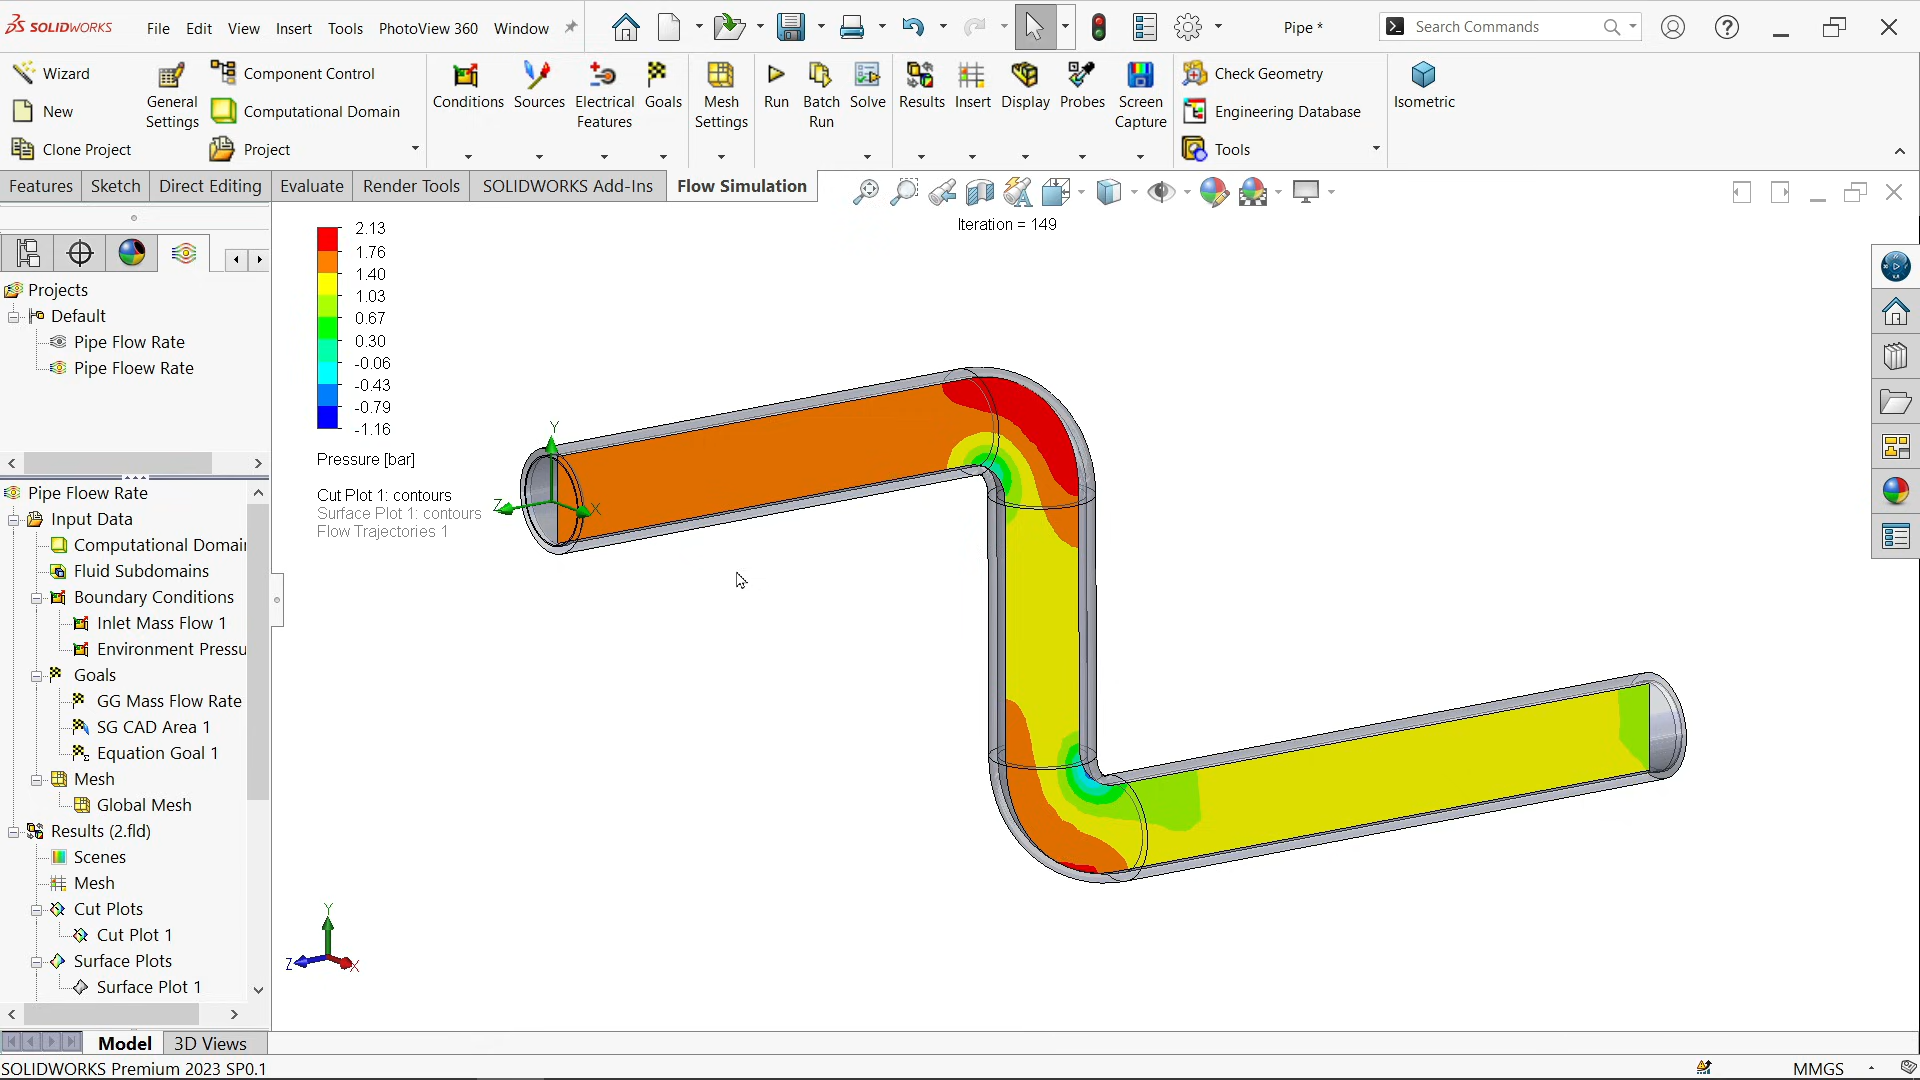 SOLIDWORKS File Edit View Insert Tools PhotoView 360 Window Pipe * Search Commands
Wizard
New
Clone Project
General
Settings
Component Control
Computational Domain
Project
Conditions
Sources
Electrical
Features
Goals
Mesh
Settings
Run
Batch
Run
Solve
Results
Insert
Display
Probes
Screen
Capture
Check Geometry
Engineering Database
Tools
Isometric
Features Sketch Direct Editing Evaluate Render Tools SOLIDWORKS Add-Ins Flow Simulation
Projects
Default
Pipe Flow Rate
Pipe Floew Rate
Pipe Floew Rate
Input Data
Computational Domai
Fluid Subdomains
Boundary Conditions
Inlet Mass Flow 1
Environment Pressu
Goals
GG Mass Flow Rate
SG CAD Area 1
Equation Goal 1
Mesh
Global Mesh
Results (2.fld)
Scenes
Mesh
Cut Plots
Cut Plot 1
Surface Plots
Surface Plot 1
Iteration = 149
2.13
1.76
1.40
1.03
0.67
0.30
-0.06
-0.43
-0.79
-1.16
Pressure [bar]
Cut Plot 1: contours
Surface Plot 1: contours
Flow Trajectories 1
Y
Z
X
Y
Z
X
Model 3D Views
SOLIDWORKS Premium 2023 SP0.1 MMGS